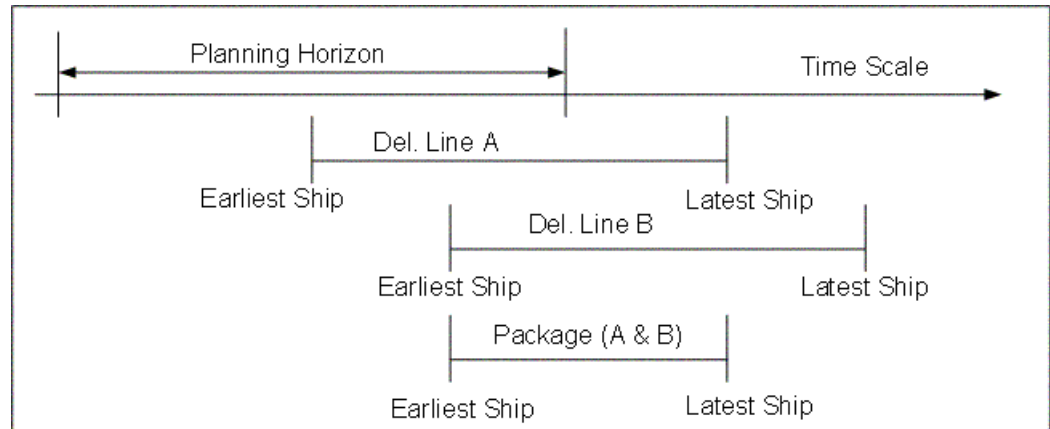 Planning Horizon
Time Scale
Del. Line A
Earliest Ship
Latest Ship
Del. Line B
Earliest Ship
Latest Ship
Package (A & B)
Earliest Ship
Latest Ship